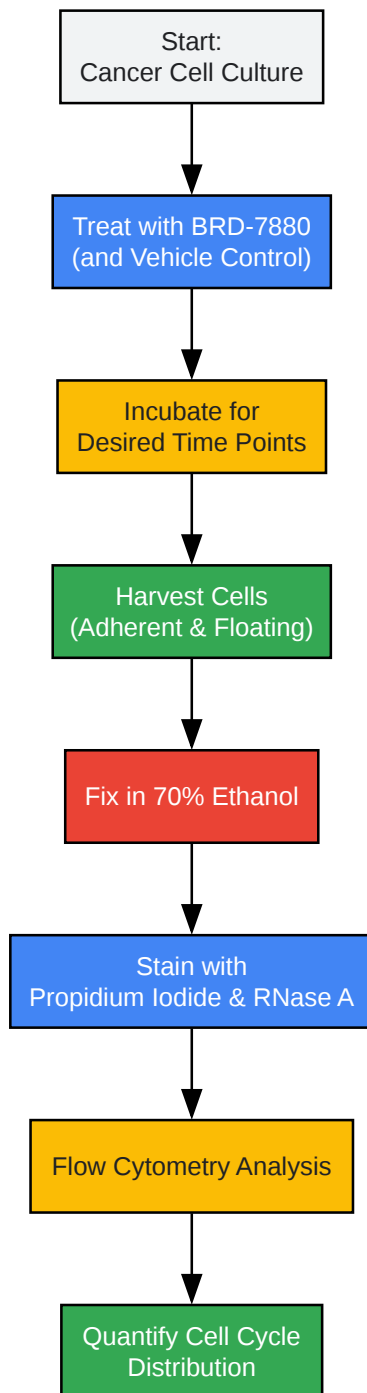 Start:
Cancer Cell Culture
Treat with BRD-7880
(and Vehicle Control)
Incubate for
Desired Time Points
Harvest Cells
(Adherent & Floating)
Fix in 70% Ethanol
Stain with
Propidium Iodide & RNase A
Flow Cytometry Analysis
Quantify Cell Cycle
Distribution